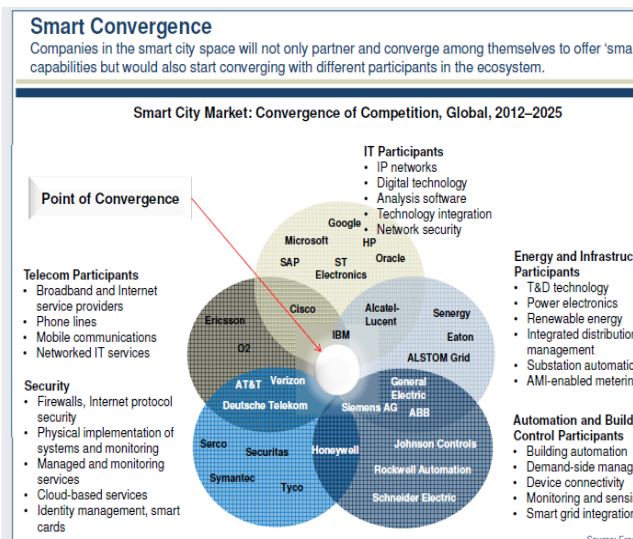 Smart Convergence
Companies in the smart city space will not only partner and converge among themselves to offer ‘sma
capabilities but would also start converging with different participants in the ecosystem.
Smart City Market: Convergence of Competition, Global, 2012–2025
Point of Convergence
IT Participants
• IP networks
• Digital technology
• Analysis software
• Technology integration
• Network security
Telecom Participants
• Broadband and Internet
service providers
• Phone lines
• Mobile communications
• Networked IT services
Security
• Firewalls, Internet protocol
security
• Physical implementation of
systems and monitoring
• Managed and monitoring
services
• Cloud-based services
• Identity management, smart
cards
Google
Microsoft
HP
SAP
ST
Electronics
Oracle
Cisco
Alcatel-
Lucent
IBM
Ericsson
O2
Senergy
Eaton
ALSTOM Grid
AT&T
Verizon
Deutsche Telekom
General
Electric
Siemens AG
ABB
Serco
Securitas
Symantec
Tyco
Honeywell
Johnson Controls
Rockwell Automation
Schneider Electric
Energy and Infrastruc
Participants
• T&D technology
• Power electronics
• Renewable energy
• Integrated distributio
management
• Substation automatic
• AMI-enabled meterin
Automation and Build
Control Participants
• Building automation
• Demand-side manag
• Device connectivity
• Monitoring and sensi
• Smart grid integration